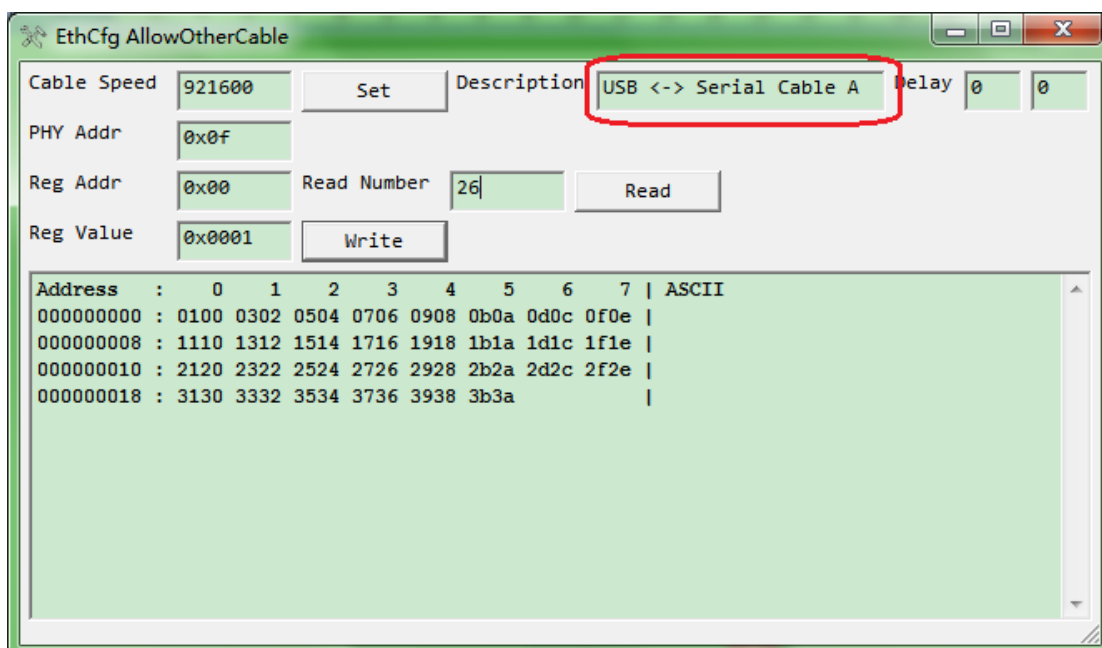 EthCfg AllowOtherCable
Cable Speed 921600 Set Description USB <-> Serial Cable A Delay 0 0
PHY Addr 0x0f
Reg Addr 0x00 Read Number 26 Read
Reg Value 0x0001 Write
Address : 0 1 2 3 4 5 6 7 | ASCII
000000000 : 0100 0302 0504 0706 0908 0b0a 0d0c 0f0e |
000000008 : 1110 1312 1514 1716 1918 1b1a 1d1c 1f1e |
000000010 : 2120 2322 2524 2726 2928 2b2a 2d2c 2f2e |
000000018 : 3130 3332 3534 3736 3938 3b3a |